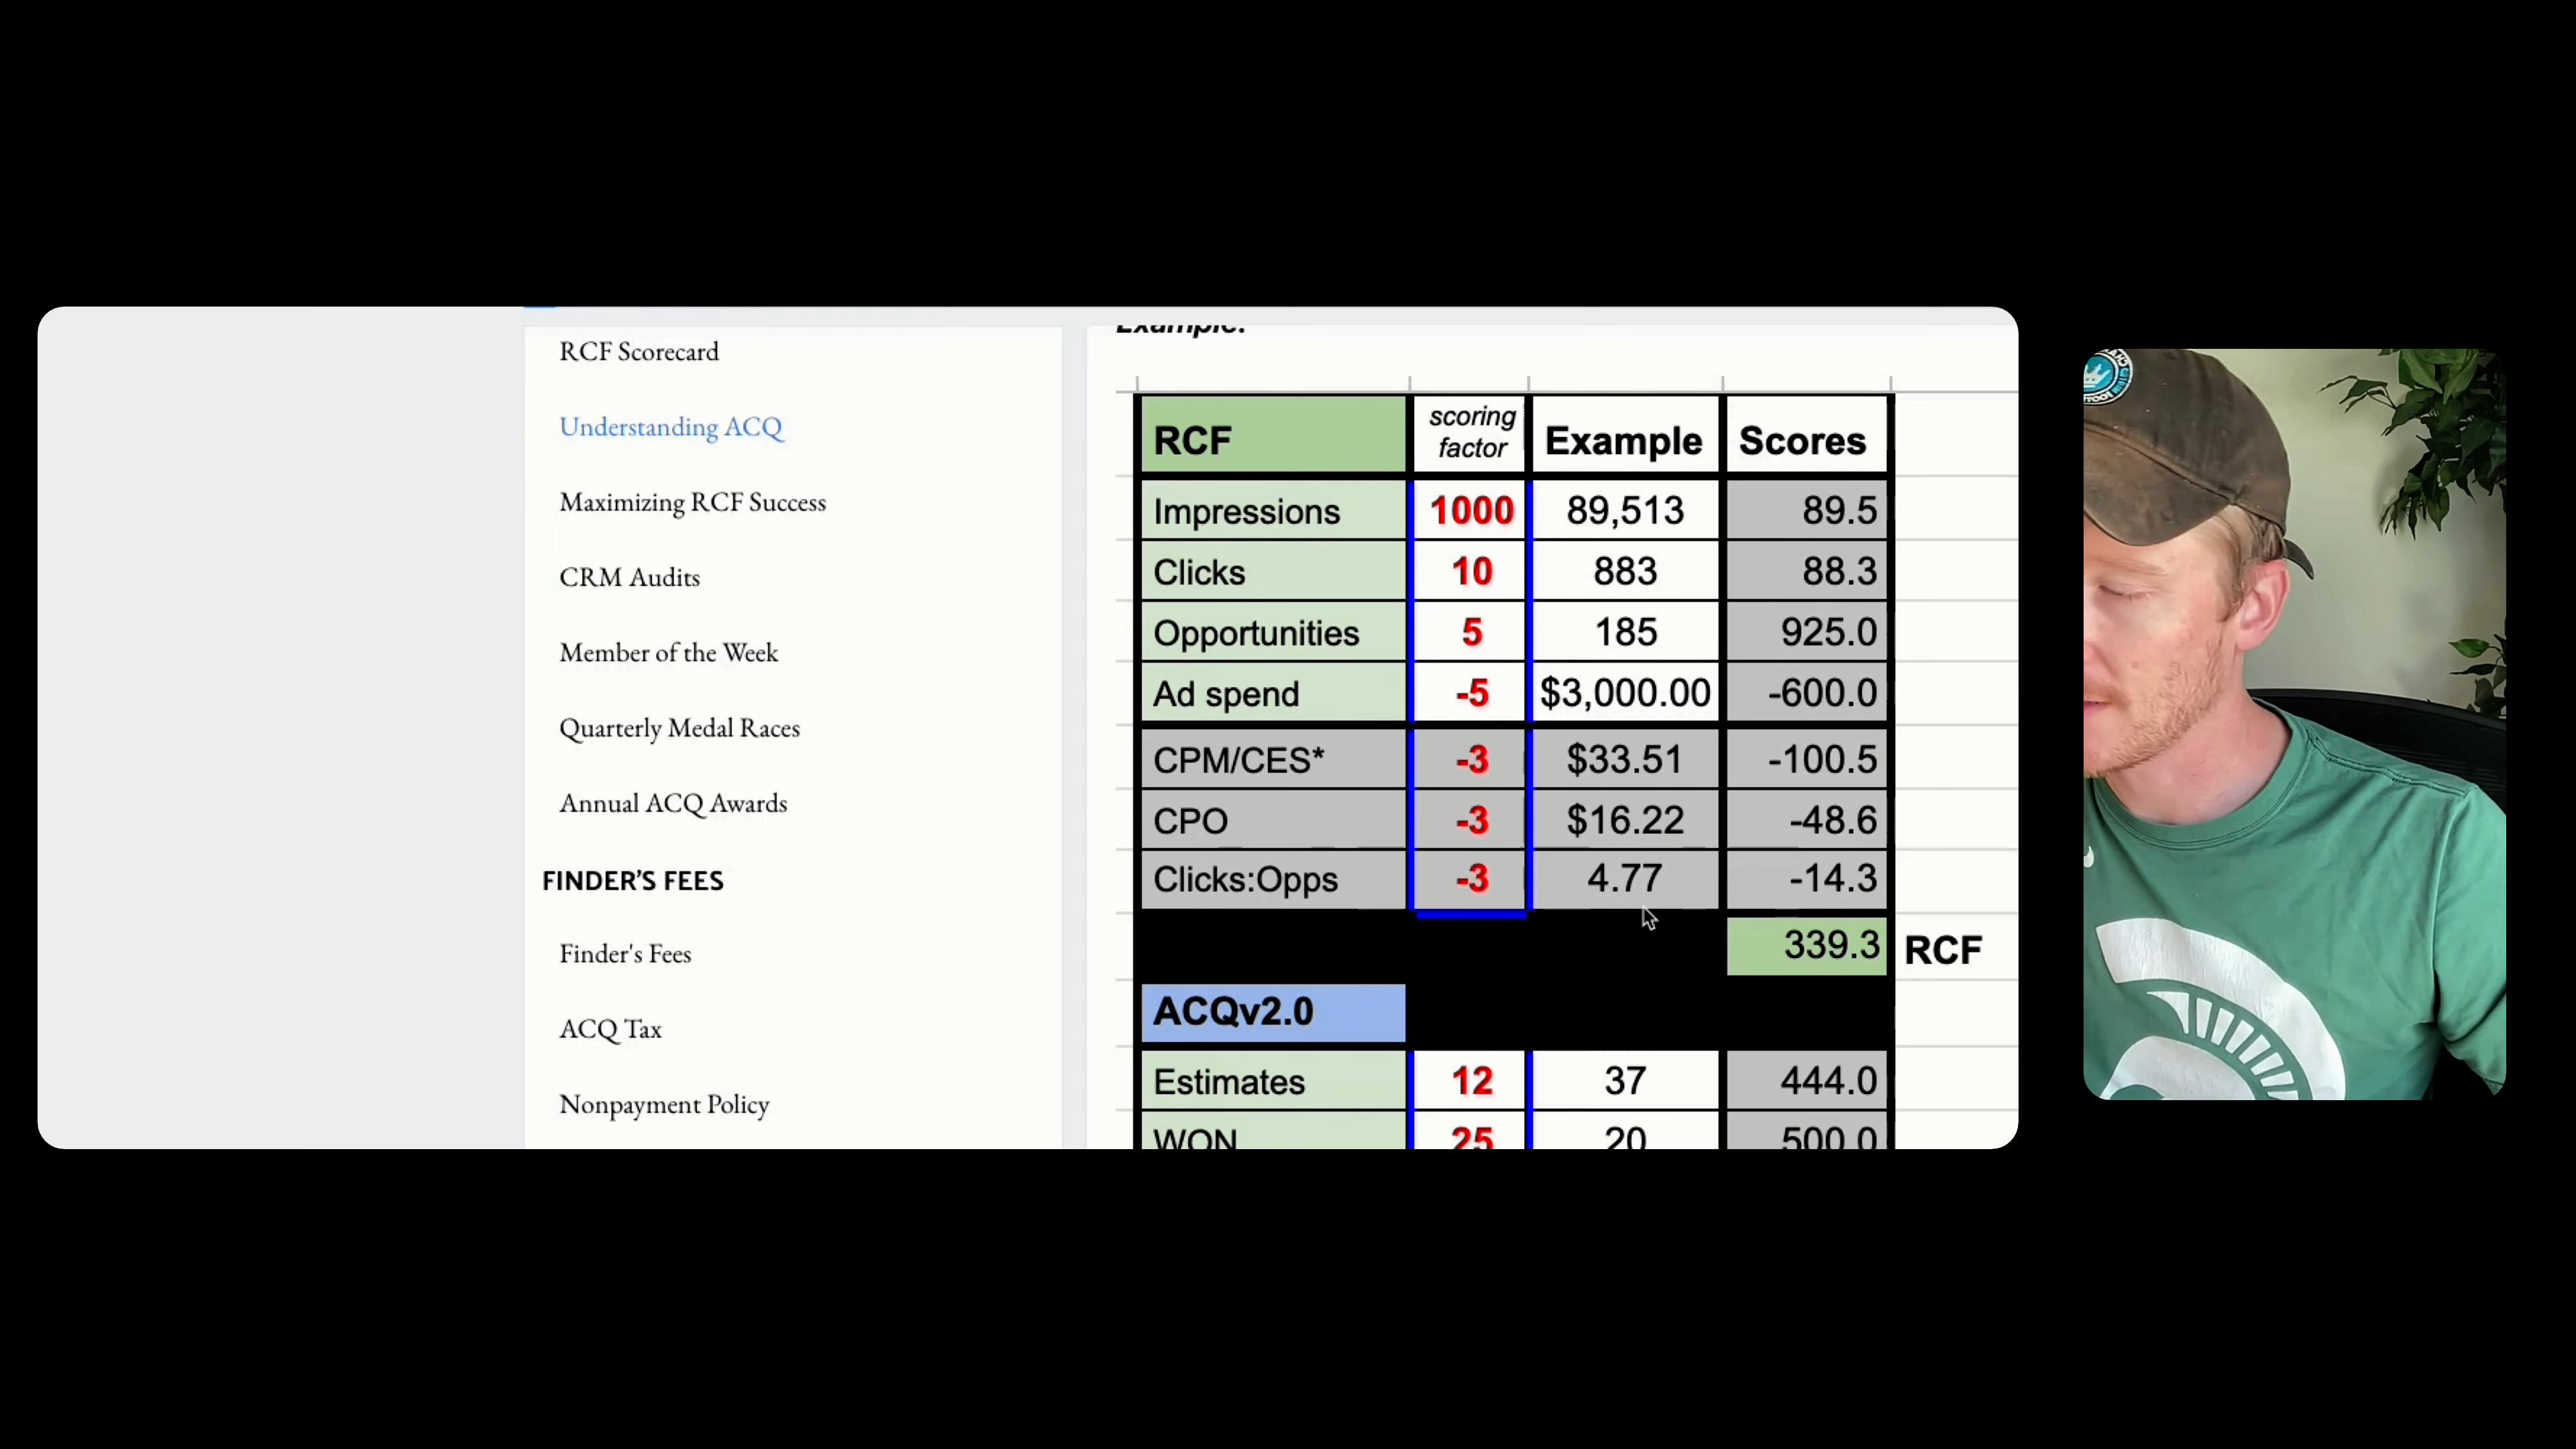 RCF Scorecard
Understanding ACQ
Maximizing RCF Success
CRM Audits
Member of the Week
Quarterly Medal Races
Annual ACQ Awards
FINDER'S FEES
Finder's Fees
ACQ Tax
Nonpayment Policy
Example:
RCF scoring factor Example Scores
Impressions 1000 89,513 89.5
Clicks 10 883 88.3
Opportunities 5 185 925.0
Ad spend -5 $3,000.00 -600.0
CPM/CES* -3 $33.51 -100.5
CPO -3 $16.22 -48.6
Clicks:Opps -3 4.77 -14.3
339.3 RCF
ACQv2.0
Estimates 12 37 444.0
WON 25 20 500.0